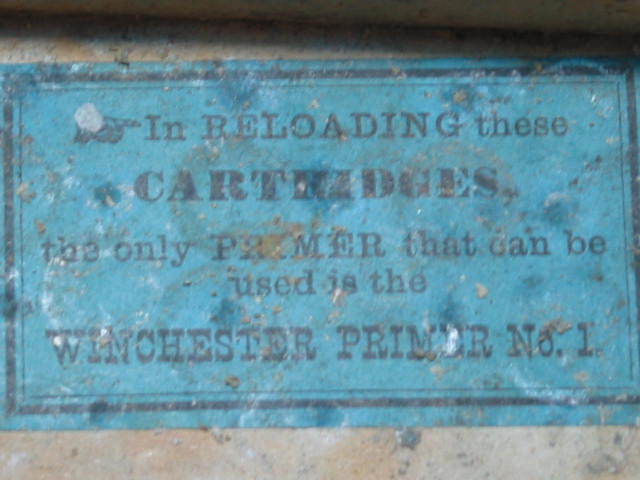 ☞In RELOADING these
CARTRIDGES,
the only PRIMER that can be
used is the
WINCHESTER PRIMER No. 1.